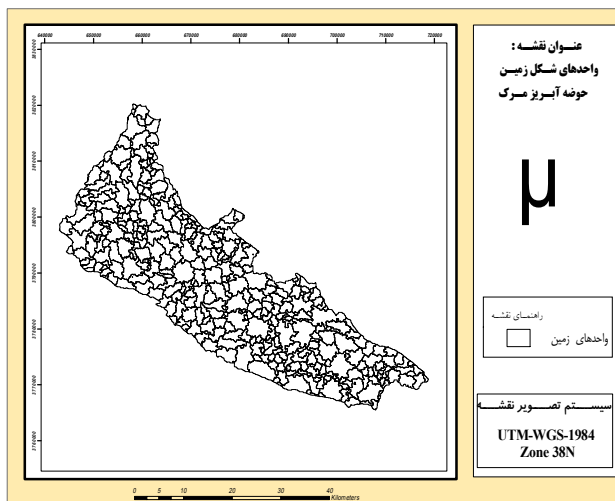 640000 650000 660000 670000 680000 690000 700000 710000 720000
عنوان نقشه :
واحدهای شکل زمین
حوضه آبریز مرک
µ
راهنمای نقشه
واحدهای زمین
سیستم تصویر نقشه
UTM-WGS-1984
Zone 38N
0 5 10 20 30 40
Kilometers